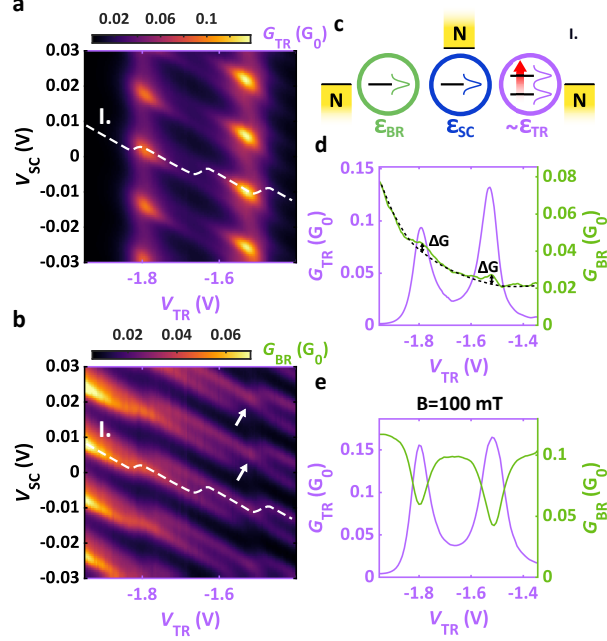 a
0.02 0.1
G_TR (G_0)
0.03
0.02
0.01
0
-0.01
-0.02
-0.03
V_SC (V)
I.
-1.8 -1.6
V_TR (V)
b
0.02 0.04 0.06
G_BR (G_0)
0.03
0.02
0.01
0
-0.01
-0.02
-0.03
V_SC (V)
I.
-1.8 -1.6
V_TR (V)
c
N
I.
N
N
ε_BR ε_SC ~ε_TR
d
0.15
0.1
0.05
0
G_TR (G_0)
ΔG
ΔG
0.08
0.06
0.04
0.02
0
G_BR (G_0)
-1.8 -1.6 -1.4
V_TR (V)
e
B=100 mT
0.15
0.1
0.05
0
G_TR (G_0)
0.1
0.05
0
G_BR (G_0)
-1.8 -1.6 -1.4
V_TR (V)